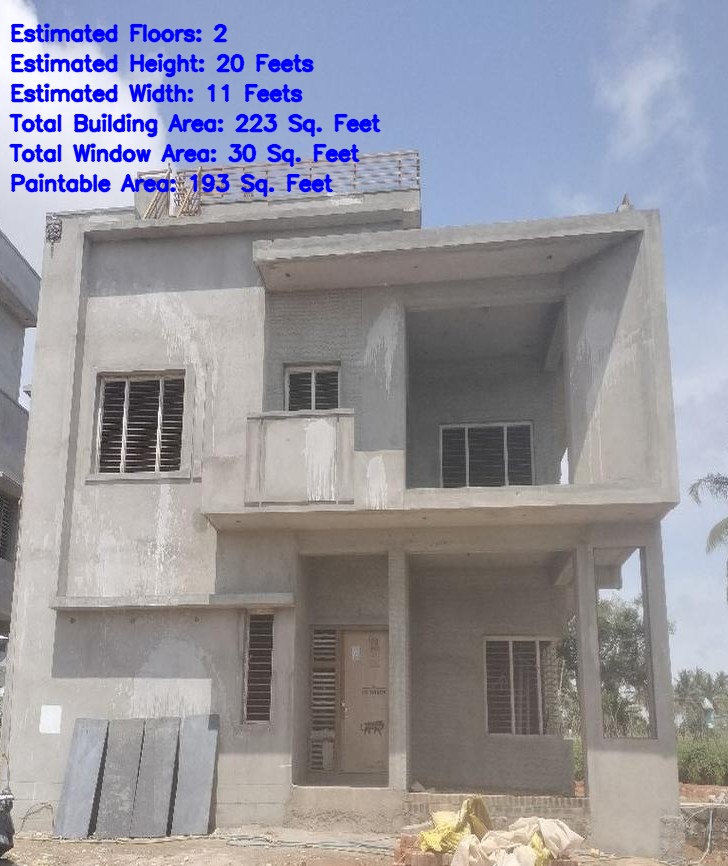 Estimated Floors: 2
Estimated Height: 20 Feets
Estimated Width: 11 Feets
Total Building Area: 223 Sq. Feet
Total Window Area: 30 Sq. Feet
Paintable Area: 193 Sq. Feet